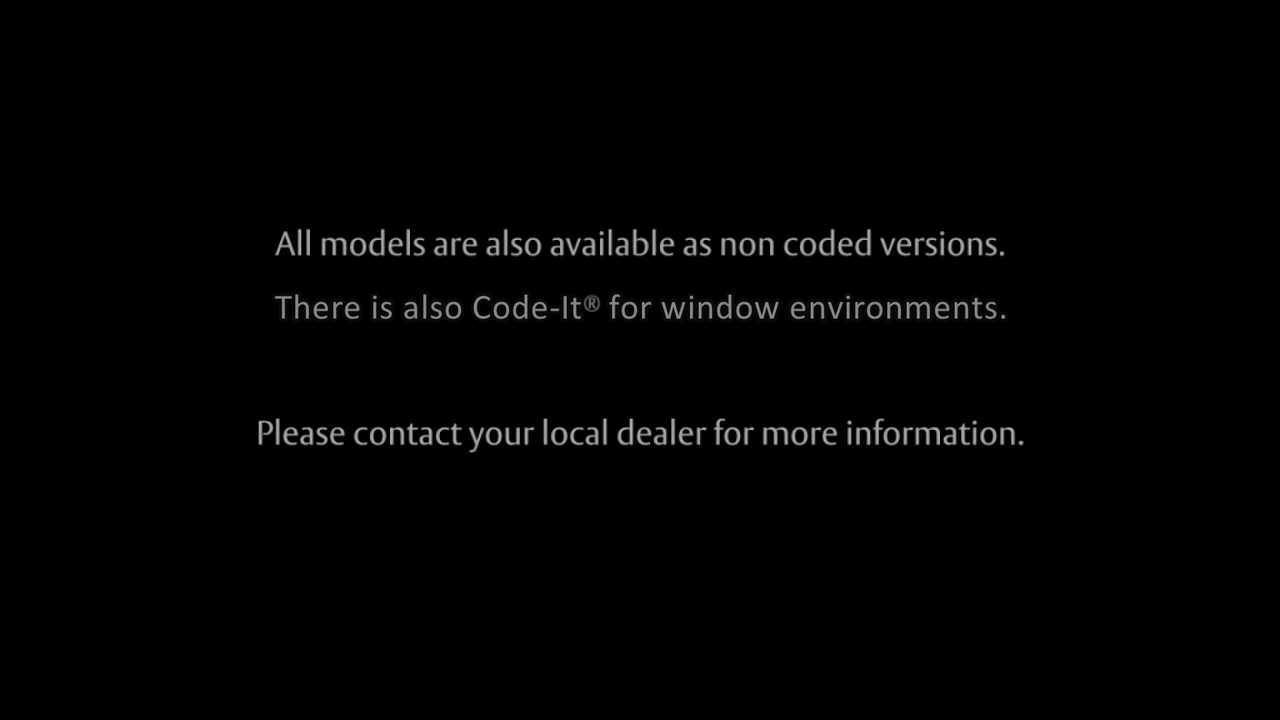 All models are also available as non coded versions.
There is also Code-It® for window environments.
Please contact your local dealer for more information.